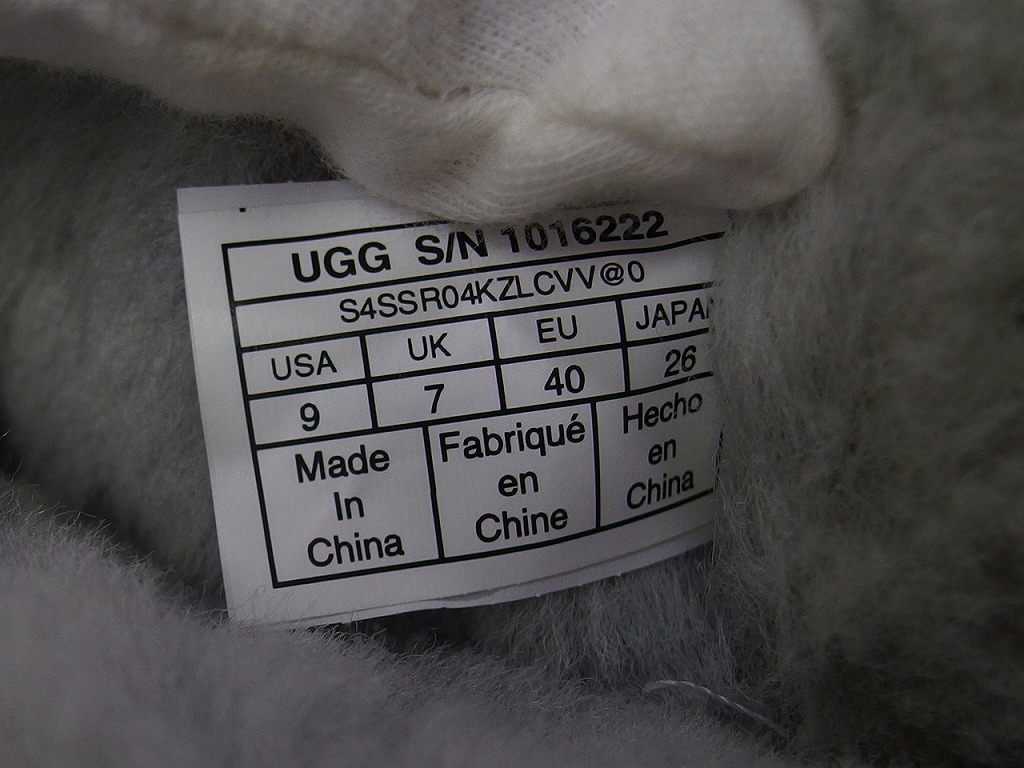 UGG S/N 1016222
S4SSR04KZLCVV@0
USA UK EU JAPA
9 7 40 26
Made Fabriqué Hecho
In en en
China Chine China